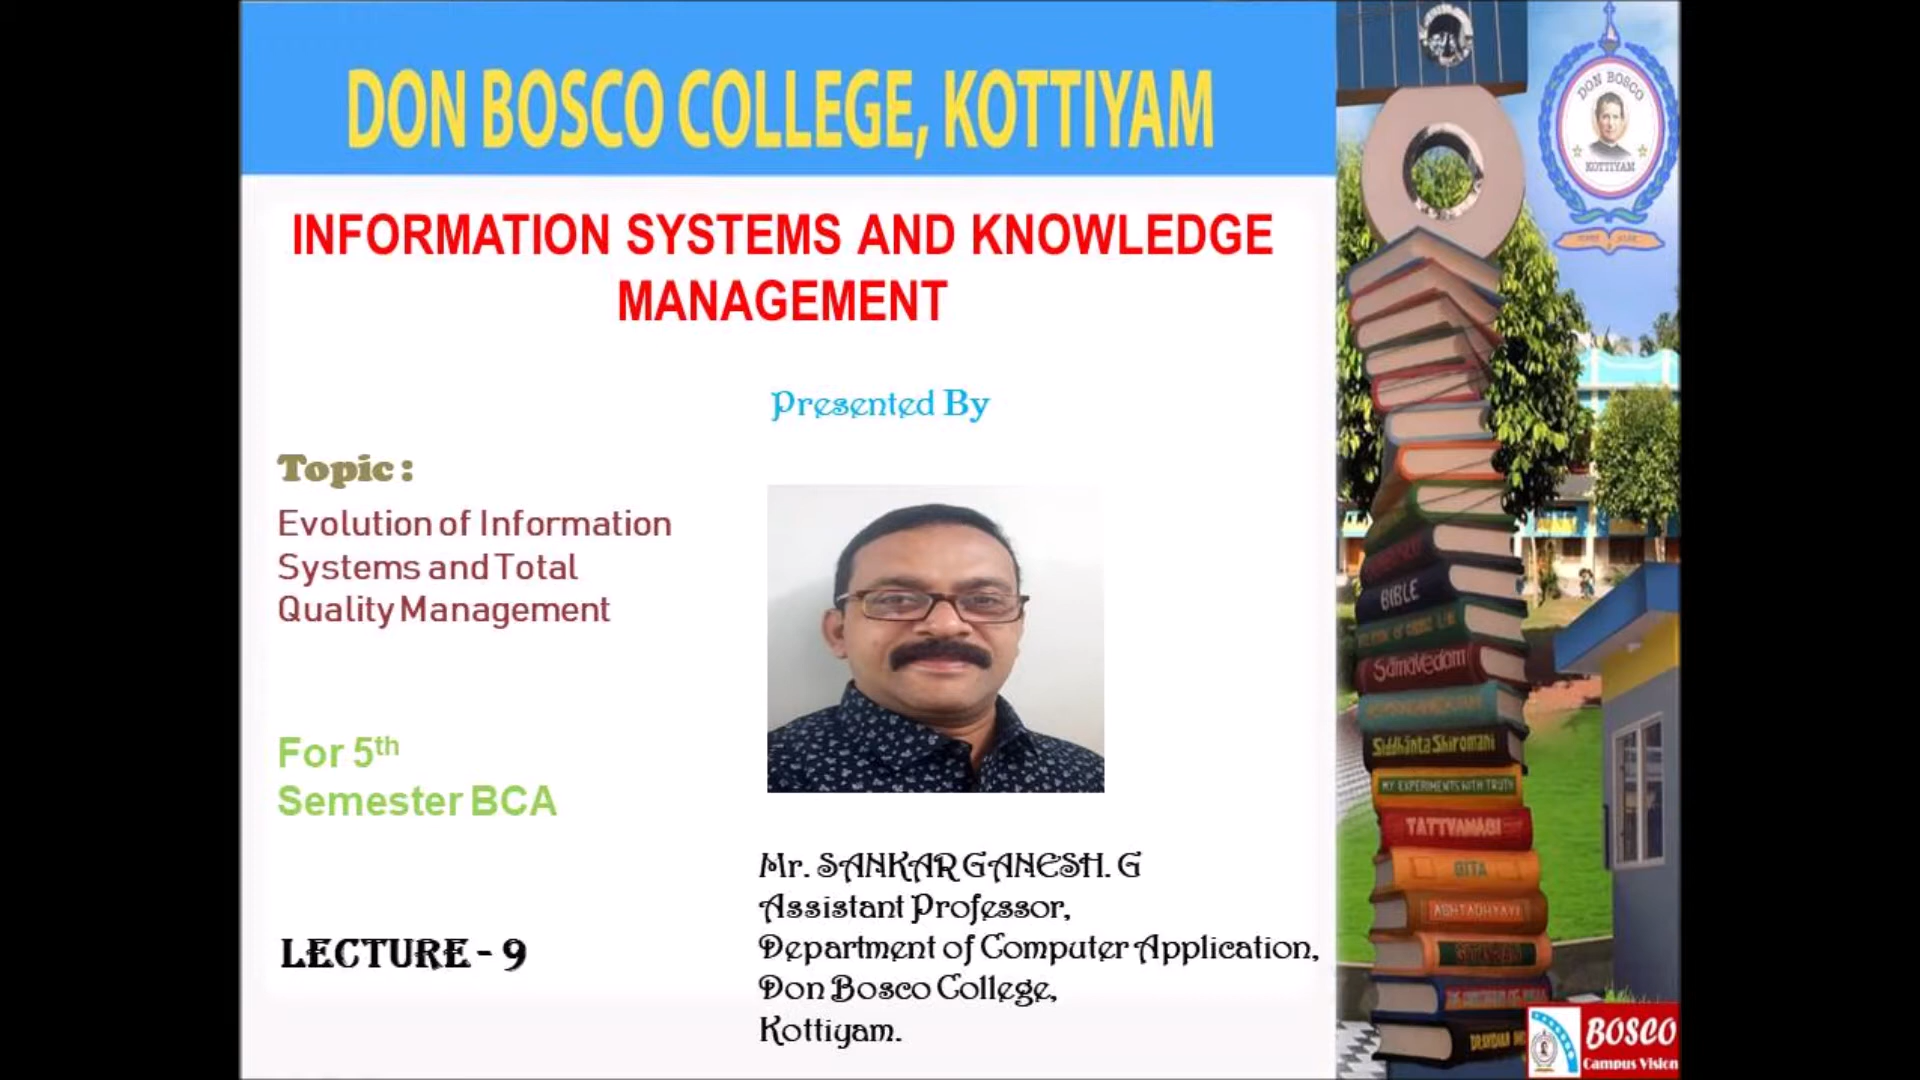 DON BOSCO COLLEGE, KOTTIYAM
INFORMATION SYSTEMS AND KNOWLEDGE
MANAGEMENT
Presented By
Topic :
Evolution of Information
Systems and Total
Quality Management
For 5th
Semester BCA
LECTURE - 9
Mr. SANKAR GANESH. G
Assistant Professor,
Department of Computer Application,
Don Bosco College,
Kottiyam.
DON BOSCO
KOTTIYAM
BIBLE
Samavedam
Siddhanta Shiromani
MY EXPERIMENTS WITH TRUTH
TATTVAMASI
GITA
ASHTADHYAYI
BOSCO
Campus Vision